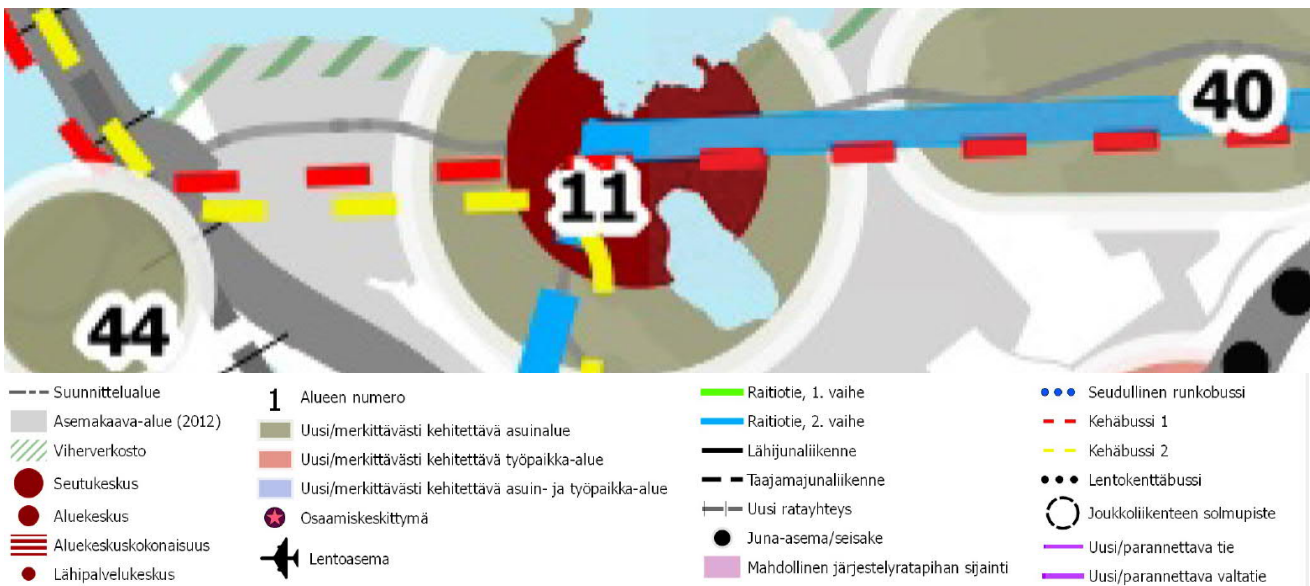 40
11
44
Suunnittelualue
Asemakaava-alue (2012)
Viherverkosto
Seutukeskus
Aluekeskus
Aluekeskuskokonaisuus
Lähipalvelukeskus
1 Alueen numero
Uusi/merkittävästi kehitettävä asuinalue
Uusi/merkittävästi kehitettävä työpaikka-alue
Uusi/merkittävästi kehitettävä asuin- ja työpaikka-alue
Osaamiskeskittymä
Lentoasema
Raitiotie, 1. vaihe
Raitiotie, 2. vaihe
Lähijunaliikenne
Taajamajunaliikenne
Uusi ratayhteys
Juna-asema/seisake
Mahdollinen järjestelyratapihan sijainti
Seudullinen runkobussi
Kehäbussi 1
Kehäbussi 2
Lentokenttäbussi
Joukkoliikenteen solmupiste
Uusi/parannettava tie
Uusi/parannettava valtatie